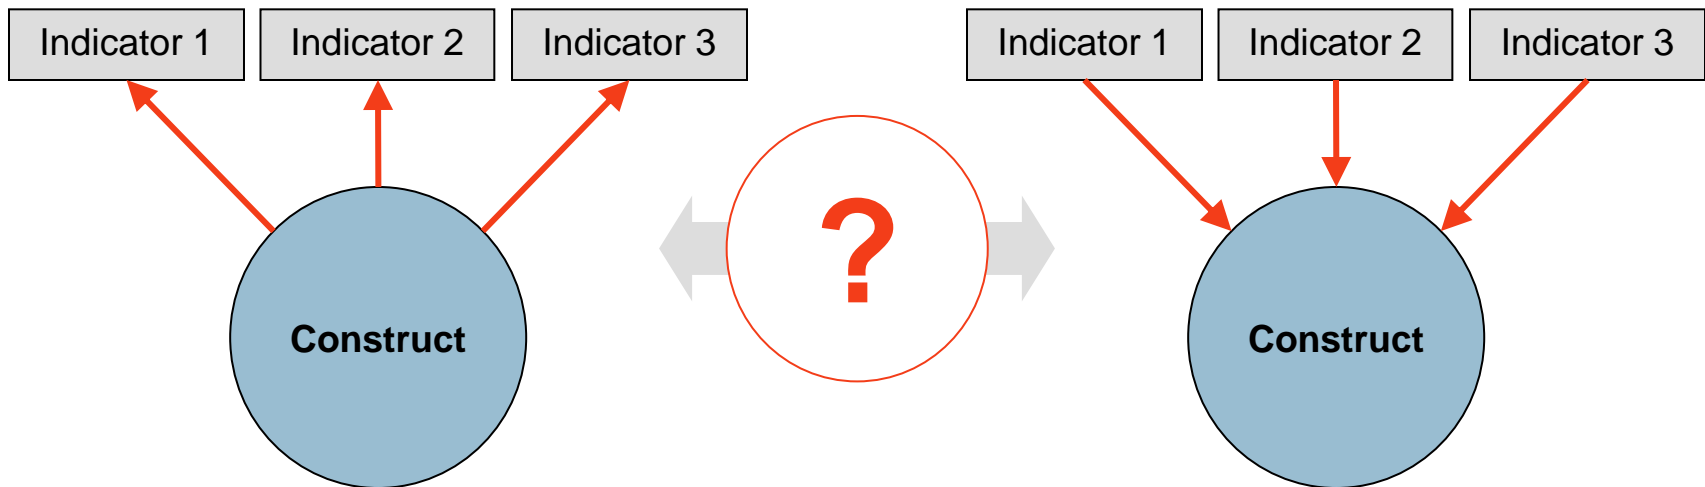 Indicator 1
Indicator 2
Indicator 3
Indicator 1
Indicator 2
Indicator 3
?
Construct
Construct